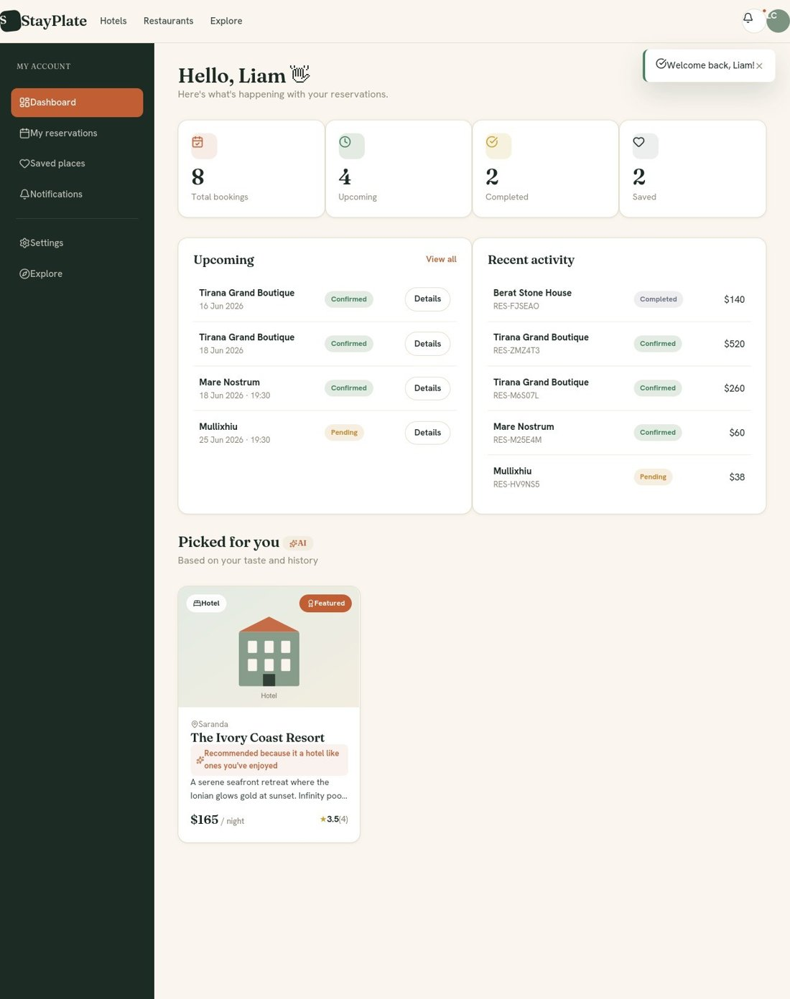 S StayPlate Hotels Restaurants Explore LC
MY ACCOUNT
Dashboard
My reservations
Saved places
Notifications
Settings
Explore
Welcome back, Liam!
Hello, Liam 👋
Here's what's happening with your reservations.
8
Total bookings
4
Upcoming
2
Completed
2
Saved
Upcoming View all
Tirana Grand Boutique
16 Jun 2026
Confirmed Details
Tirana Grand Boutique
18 Jun 2026
Confirmed Details
Mare Nostrum
18 Jun 2026 · 19:30
Confirmed Details
Mullixhiu
25 Jun 2026 · 19:30
Pending Details
Recent activity
Berat Stone House
RES-FJSEAO
Completed $140
Tirana Grand Boutique
RES-ZMZ4T3
Confirmed $520
Tirana Grand Boutique
RES-M6S07L
Confirmed $260
Mare Nostrum
RES-M25E4M
Confirmed $60
Mullixhiu
RES-HV9NS5
Pending $38
Picked for you AI
Based on your taste and history
Hotel Featured
Hotel
Saranda
The Ivory Coast Resort
Recommended because it a hotel like
ones you've enjoyed
A serene seafront retreat where the
Ionian glows gold at sunset. Infinity poo...
$165 / night ★3.5(4)